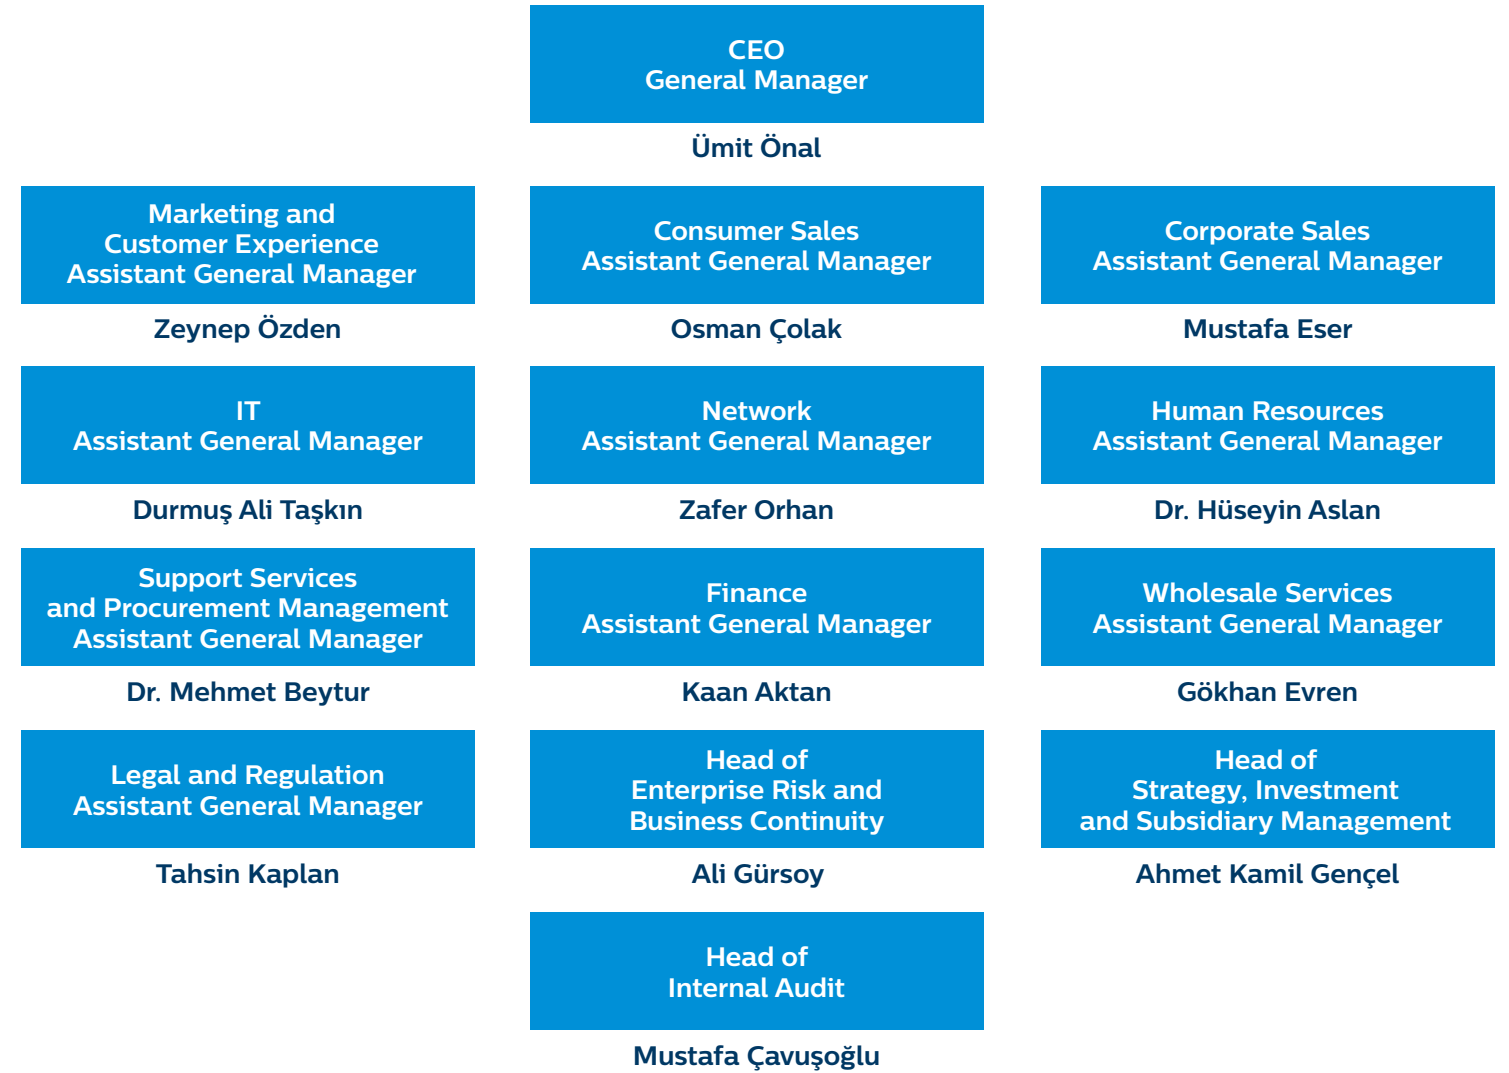 CEO
General Manager
Ümit Önal
Marketing and
Customer Experience
Assistant General Manager
Zeynep Özden
Consumer Sales
Assistant General Manager
Osman Çolak
Corporate Sales
Assistant General Manager
Mustafa Eser
IT
Assistant General Manager
Durmuş Ali Taşkın
Network
Assistant General Manager
Zafer Orhan
Human Resources
Assistant General Manager
Dr. Hüseyin Aslan
Support Services
and Procurement Management
Assistant General Manager
Dr. Mehmet Beytur
Finance
Assistant General Manager
Kaan Aktan
Wholesale Services
Assistant General Manager
Gökhan Evren
Legal and Regulation
Assistant General Manager
Tahsin Kaplan
Head of
Enterprise Risk and
Business Continuity
Ali Gürsoy
Head of
Strategy, Investment
and Subsidiary Management
Ahmet Kamil Gençel
Head of
Internal Audit
Mustafa Çavuşoğlu